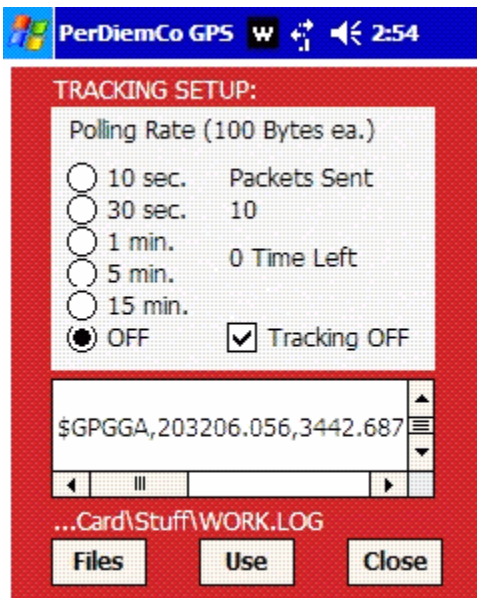 PerDiemCo GPS W 2:54
TRACKING SETUP:
Polling Rate (100 Bytes ea.)
10 sec. Packets Sent
30 sec. 10
1 min.
0 Time Left
5 min.
15 min.
OFF Tracking OFF
$GPGGA,203206.056,3442.687
...Card\Stuff\WORK.LOG
Files Use Close